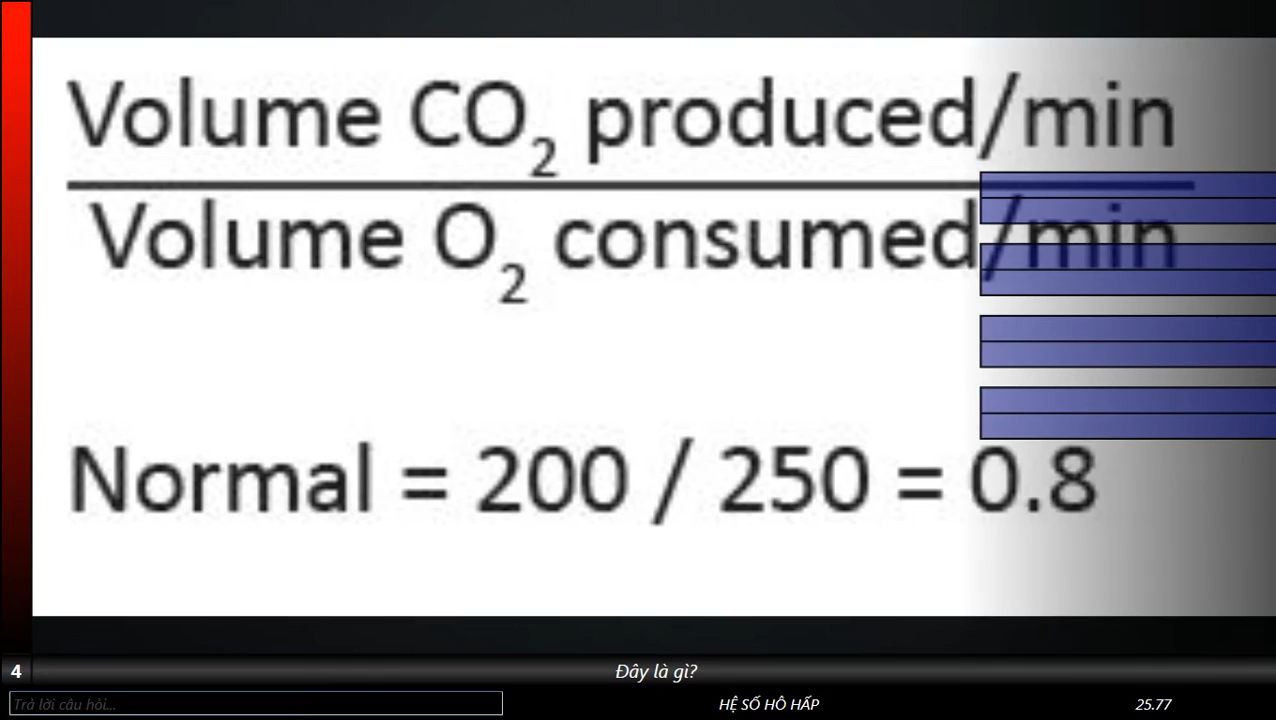 Volume CO₂ produced/min
Volume O₂ consumed/min
Normal = 200 / 250 = 0.8
4
Đây là gì?
Trả lời câu hỏi...
HỆ SỐ HÔ HẤP
25.77